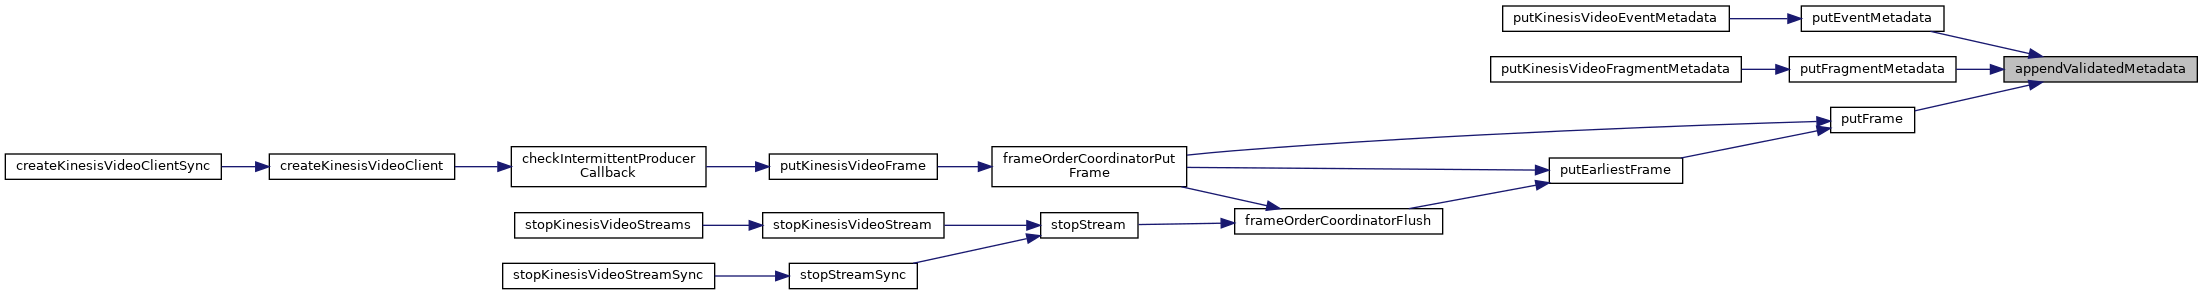 putKinesisVideoEventMetadata
putEventMetadata
putKinesisVideoFragmentMetadata
putFragmentMetadata
appendValidatedMetadata
putFrame
createKinesisVideoClientSync
createKinesisVideoClient
checkIntermittentProducer
Callback
putKinesisVideoFrame
frameOrderCoordinatorPut
Frame
putEarliestFrame
stopKinesisVideoStreams
stopKinesisVideoStream
stopStream
frameOrderCoordinatorFlush
stopKinesisVideoStreamSync
stopStreamSync